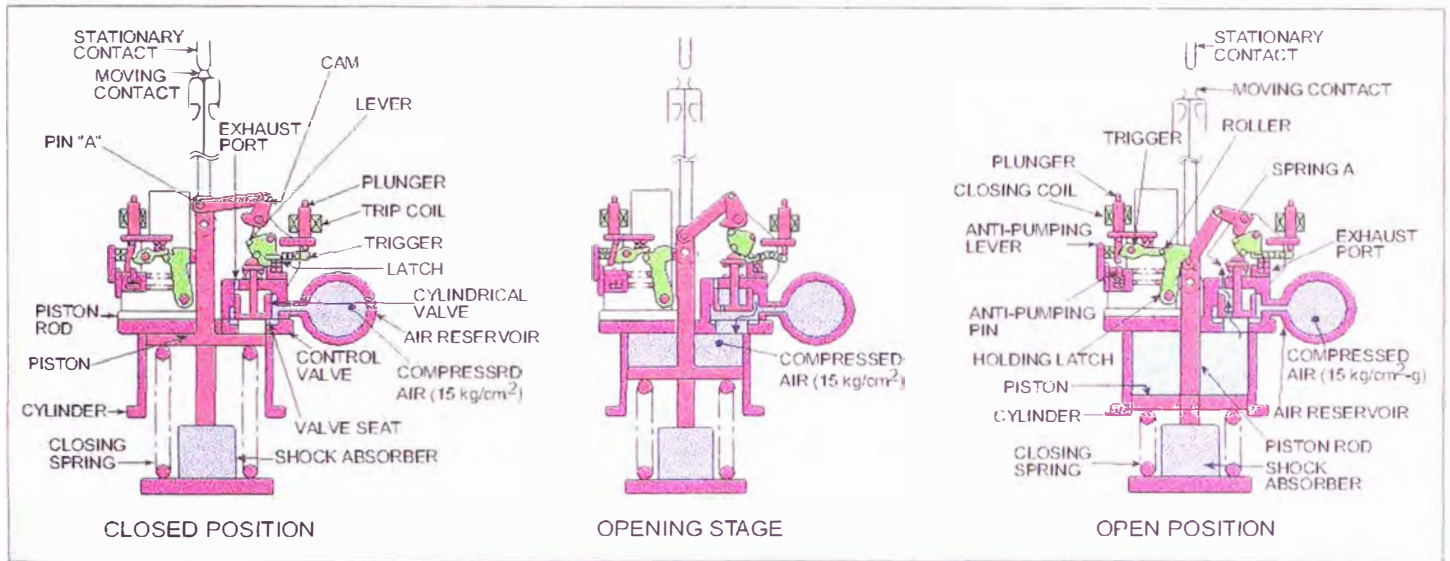 STATIONARY
CONTACT
MOVING
CONTACT
CAM
LEVER
PIN "A"
EXHAUST
PORT
PLUNGER
TRIP COIL
TRIGGER
LATCH
CYLINDRICAL
VALVE
AIR RESERVOIR
PISTON
ROD
PISTON
CONTROL
VALVE
COMPRESSRD
AIR (15 kg/cm²)
CYLINDER
VALVE SEAT
CLOSING
SPRING
SHOCK ABSORBER
CLOSED POSITION
COMPRESSED
AIR (15 kg/cm²)
OPENING STAGE
STATIONARY
CONTACT
MOVING CONTACT
TRIGGER
ROLLER
PLUNGER
SPRING A
CLOSING COIL
ANTI-PUMPING
LEVER
EXHAUST
PORT
ANTI-PUMPING
PIN
HOLDING LATCH
COMPRESSED
AIR (15 kg/cm²-g)
PISTON
CYLINDER
AIR RESERVOIR
PISTON ROD
CLOSING
SPRING
SHOCK
ABSORBER
OPEN POSITION